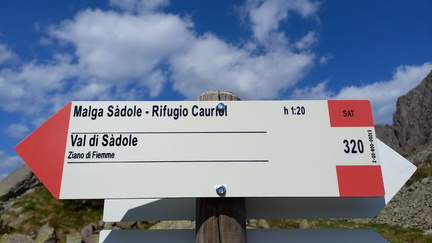 Malga Sàdole - Rifugio Cauriol h 1:20
Val di Sàdole
Ziano di Fiemme
SAT
320